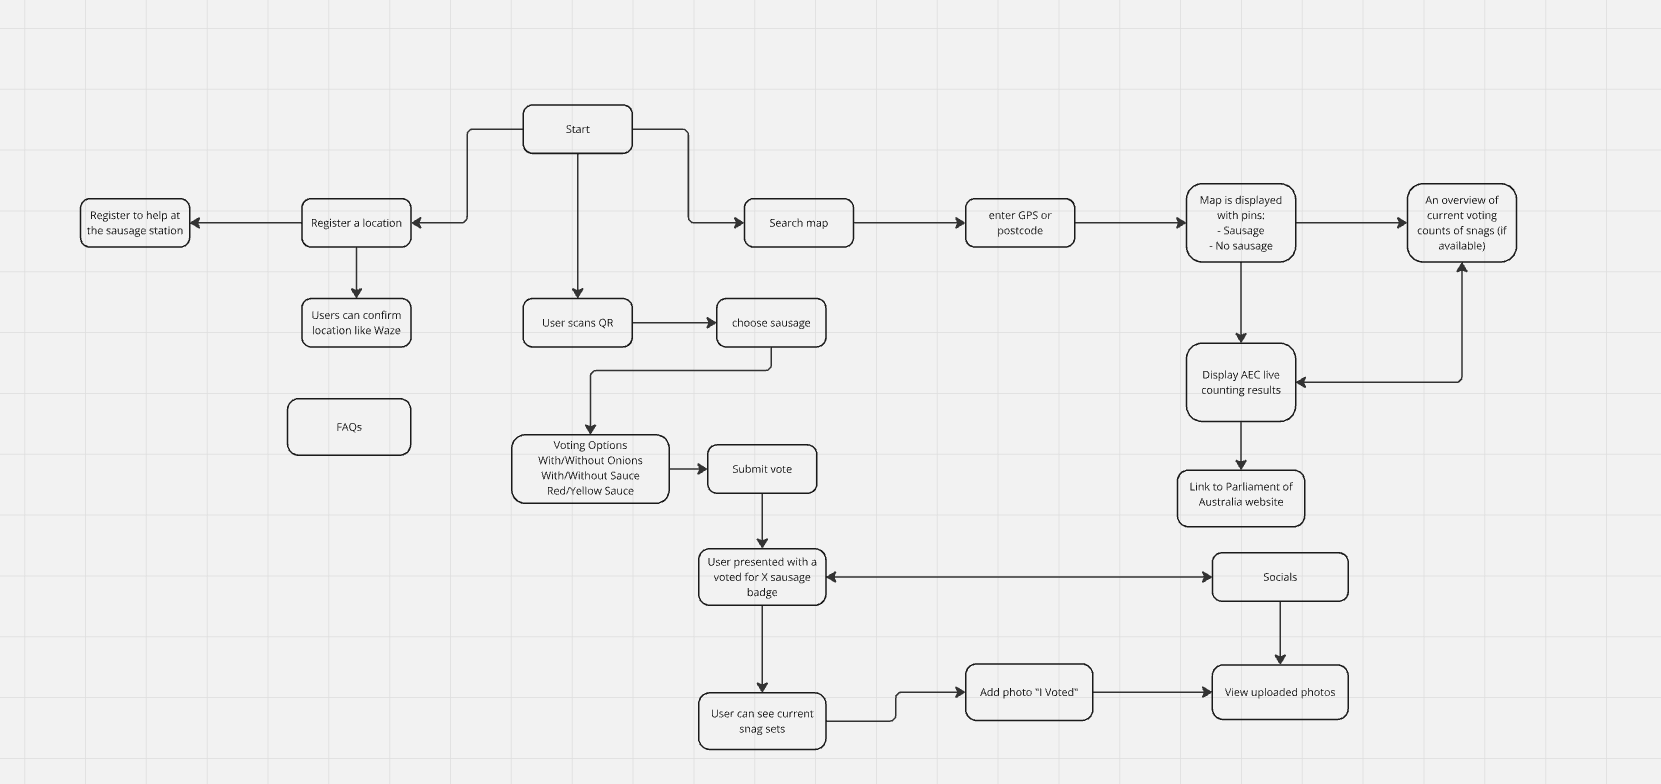 Start
Register to help at
the sausage station
Register a location
Search map
enter GPS or
postcode
Map is displayed
with pins:
- Sausage
- No sausage
An overview of
current voting
counts of snags (if
available)
Users can confirm
location like Waze
User scans QR
choose sausage
Display AEC live
counting results
FAQs
Voting Options
With/Without Onions
With/Without Sauce
Red/Yellow Sauce
Submit vote
Link to Parliament of
Australia website
User presented with a
voted for X sausage
badge
Socials
User can see current
snag sets
Add photo "I Voted"
View uploaded photos